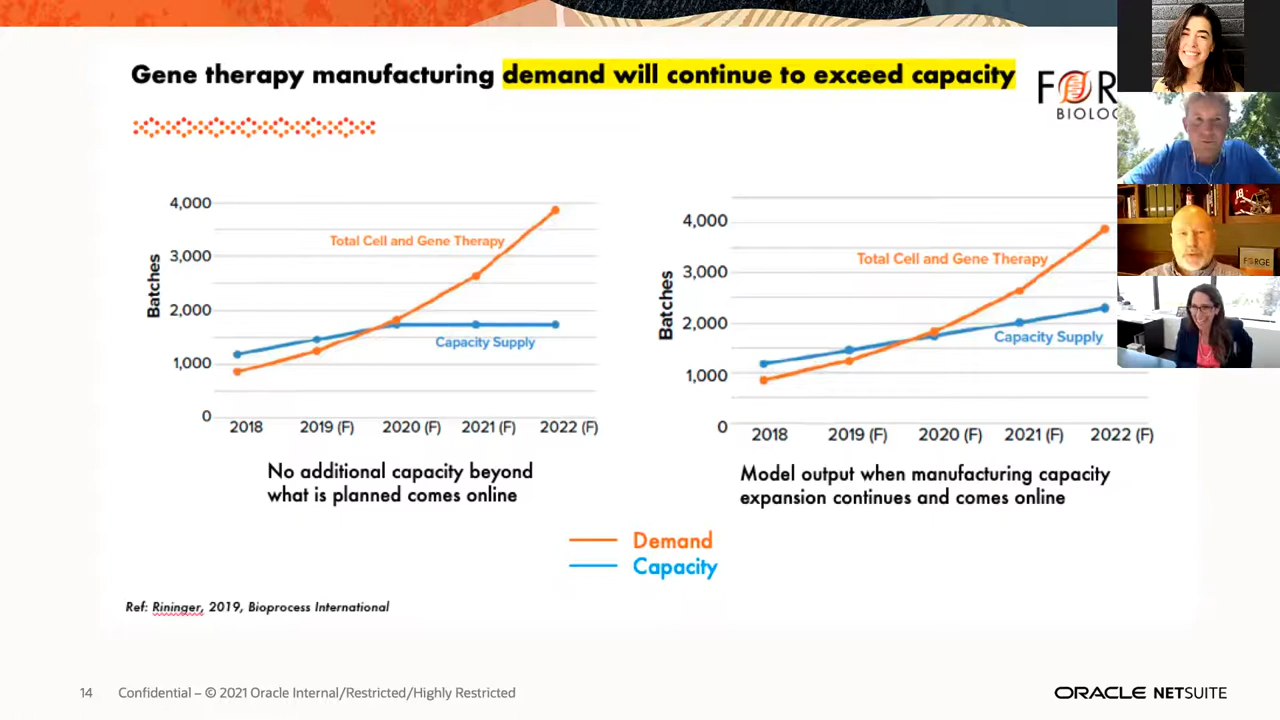 Gene therapy manufacturing demand will continue to exceed capacity
BIOLO
4,000
3,000
2,000
1,000
0
Batches
Total Cell and Gene Therapy
Capacity Supply
2018
2019 (F)
2020 (F)
2021 (F)
2022 (F)
No additional capacity beyond
what is planned comes online
4,000
3,000
2,000
1,000
0
Batches
Total Cell and Gene Therapy
Capacity Supply
2018
2019 (F)
2020 (F)
2021 (F)
2022 (F)
Model output when manufacturing capacity
expansion continues and comes online
Demand
Capacity
Ref: Rininger, 2019, Bioprocess International
FORGE
14
Confidential – © 2021 Oracle Internal/Restricted/Highly Restricted
ORACLE NETSUITE